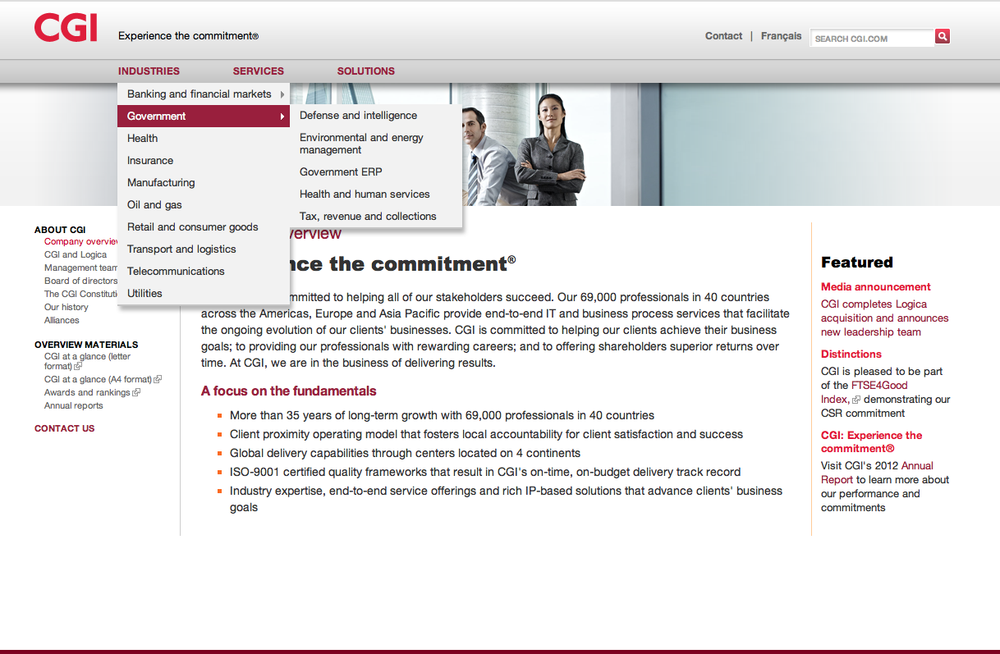 CGI
Experience the commitment®
Contact | Français
SEARCH CGI.COM
INDUSTRIES
SERVICES
SOLUTIONS
Banking and financial markets
Government
Health
Insurance
Manufacturing
Oil and gas
Retail and consumer goods
Transport and logistics
Telecommunications
Utilities
Defense and intelligence
Environmental and energy
management
Government ERP
Health and human services
Tax, revenue and collections
ABOUT CGI
Company overview
CGI and Logica
Management team
Board of directors
The CGI Constituti
Our history
Alliances
OVERVIEW MATERIALS
CGI at a glance (letter
format)
CGI at a glance (A4 format)
Awards and rankings
Annual reports
CONTACT US
verview
nce the commitment®
mmitted to helping all of our stakeholders succeed. Our 69,000 professionals in 40 countries
across the Americas, Europe and Asia Pacific provide end-to-end IT and business process services that facilitate
the ongoing evolution of our clients' businesses. CGI is committed to helping our clients achieve their business
goals; to providing our professionals with rewarding careers; and to offering shareholders superior returns over
time. At CGI, we are in the business of delivering results.
A focus on the fundamentals
More than 35 years of long-term growth with 69,000 professionals in 40 countries
Client proximity operating model that fosters local accountability for client satisfaction and success
Global delivery capabilities through centers located on 4 continents
ISO-9001 certified quality frameworks that result in CGI's on-time, on-budget delivery track record
Industry expertise, end-to-end service offerings and rich IP-based solutions that advance clients' business
goals
Featured
Media announcement
CGI completes Logica
acquisition and announces
new leadership team
Distinctions
CGI is pleased to be part
of the FTSE4Good
Index, demonstrating our
CSR commitment
CGI: Experience the
commitment®
Visit CGI's 2012 Annual
Report to learn more about
our performance and
commitments